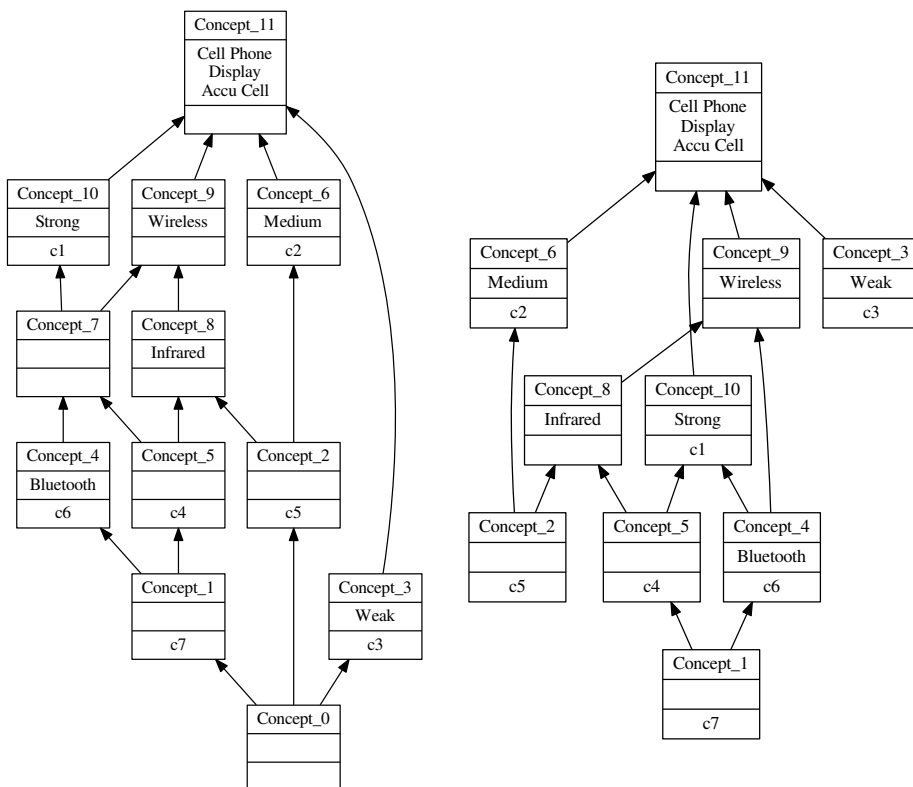 Concept_11
Cell Phone
Display
Accu Cell
Concept_10
Strong
c1
Concept_9
Wireless
Concept_6
Medium
c2
Concept_7
Concept_8
Infrared
Concept_4
Bluetooth
c6
Concept_5
c4
Concept_2
c5
Concept_1
c7
Concept_3
Weak
c3
Concept_0
Concept_11
Cell Phone
Display
Accu Cell
Concept_6
Medium
c2
Concept_9
Wireless
Concept_3
Weak
c3
Concept_8
Infrared
Concept_10
Strong
c1
Concept_2
c5
Concept_5
c4
Concept_4
Bluetooth
c6
Concept_1
c7